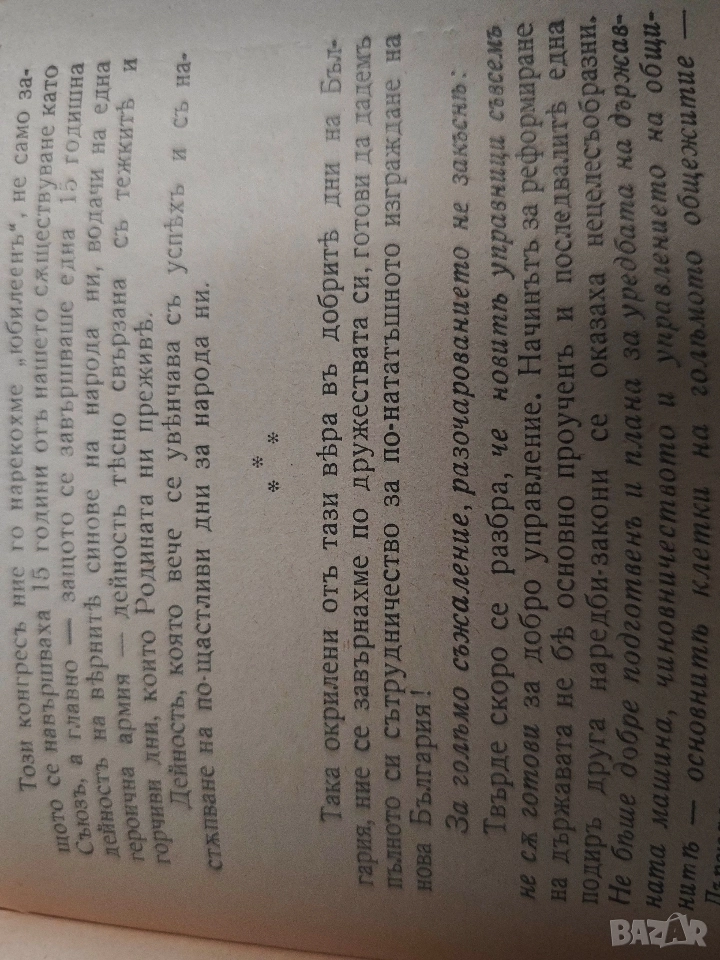 Този конгресъ ние го нарекохме „юбилеенъ“, не само за-
щото се навършваха 15 години отъ нашето сѫществуване като
Съюзъ, а главно — защото се завършваше една 15 годишна
дейность на вѣрнитѣ синове на народа ни, водачи на една
героична армия — дейность тѣсно свързана съ тежкитѣ и
горчиви дни, които Родината ни преживѣ.
Дейность, която вече се увѣнчава съ успѣхъ и съ на-
стѫпване на по-щастливи дни за народа ни.
* * *
Така окрилени отъ тази вѣра въ добритѣ дни на Бъл-
гария, ние се завърнахме по дружествата си, готови да дадемъ
пълното си сътрудничество за по-нататъшното изграждане на
нова България!
За голѣмо съжаление, разочарованието не закъснѣ:
Твърде скоро се разбра, че новитѣ управници съвсемъ
не сѫ готови за добро управление. Начинътъ за реформиране
на държавата не бѣ основно проученъ и последвалитѣ една
подиръ друга наредби-закони се оказаха нецелесъобразни.
Не бѣше добре подготвенъ и плана за уредбата на държав-
ната машина, чиновничеството и управлението на общи-
нитѣ — основнитѣ клетки на голѣмото общежитие —
BAZAR